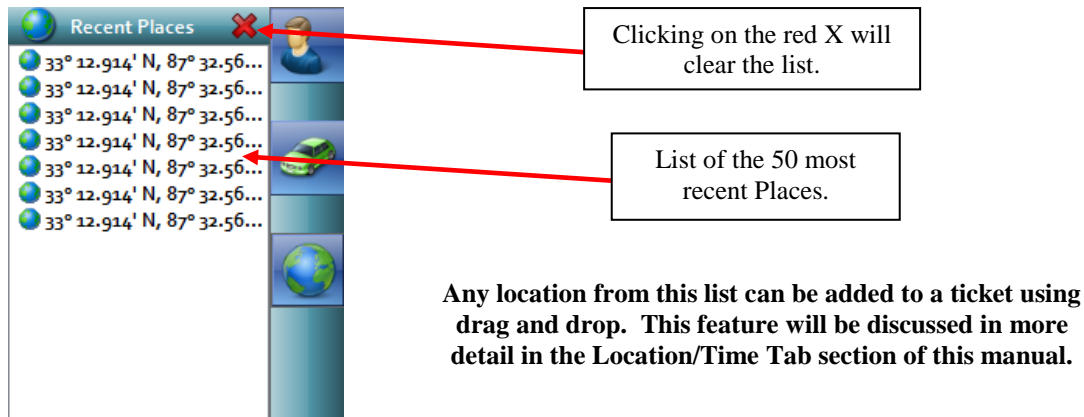 Recent Places
33° 12.914' N, 87° 32.56...
33° 12.914' N, 87° 32.56...
33° 12.914' N, 87° 32.56...
33° 12.914' N, 87° 32.56...
33° 12.914' N, 87° 32.56...
33° 12.914' N, 87° 32.56...
33° 12.914' N, 87° 32.56...
Clicking on the red X will
clear the list.
List of the 50 most
recent Places.
Any location from this list can be added to a ticket using
drag and drop. This feature will be discussed in more
detail in the Location/Time Tab section of this manual.